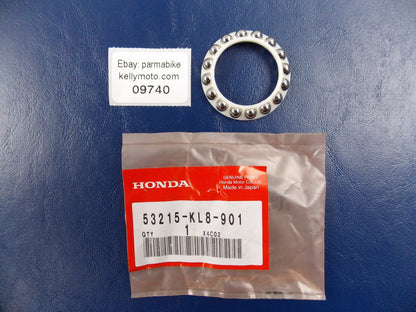 Ebay: parmabike
kellymoto.com
09740
GENUINE PARTS
Honda Motor Co., Ltd.
Made in Japan
HONDA
53215-KL8-901
QTY 1 X4C02